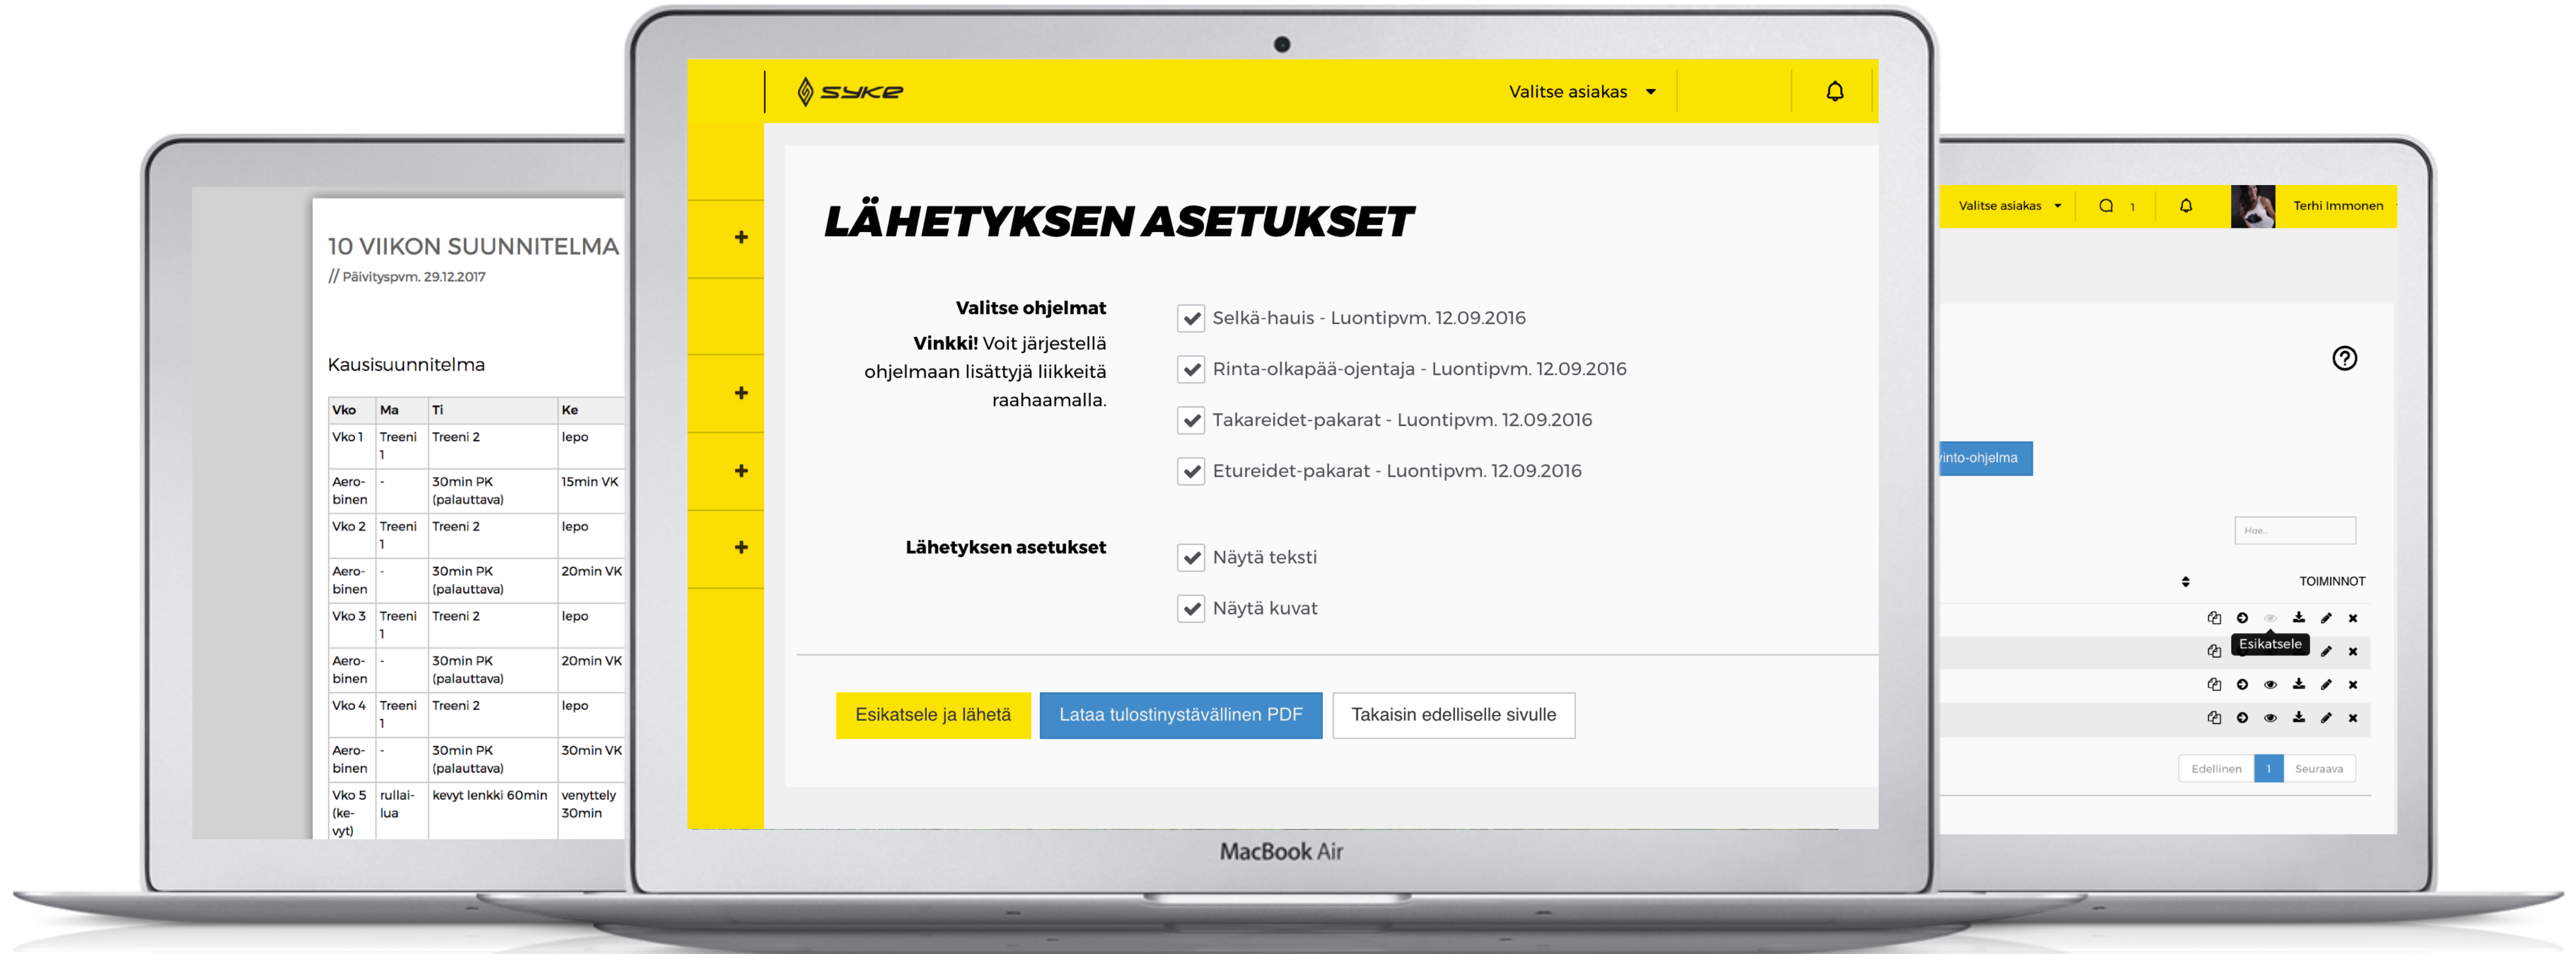 10 VIIKON SUUNNITELMA
// Päivityspvm. 29.12.2017
Kausisuunnitelma
Vko Ma Ti Ke
Vko 1 Treeni 1 Treeni 2 lepo
Aero-binen - 30min PK (palauttava) 15min VK
Vko 2 Treeni 1 Treeni 2 lepo
Aero-binen - 30min PK (palauttava) 20min VK
Vko 3 Treeni 1 Treeni 2 lepo
Aero-binen - 30min PK (palauttava) 20min VK
Vko 4 Treeni 1 Treeni 2 lepo
Aero-binen - 30min PK (palauttava) 30min VK
Vko 5 (ke-vyt) rullai-lua kevyt lenkki 60min venyttely 30min
SYKE
Valitse asiakas
LÄHETYKSEN ASETUKSET
Valitse ohjelmat
Vinkki! Voit järjestellä
ohjelmaan lisättyjä liikkeitä
raahaamalla.
Selkä-hauis - Luontipvm. 12.09.2016
Rinta-olkapää-ojentaja - Luontipvm. 12.09.2016
Takareidet-pakarat - Luontipvm. 12.09.2016
Etureidet-pakarat - Luontipvm. 12.09.2016
Lähetyksen asetukset
Näytä teksti
Näytä kuvat
Esikatsele ja lähetä
Lataa tulostinystävällinen PDF
Takaisin edelliselle sivulle
MacBook Air
Valitse asiakas 1 Terhi Immonen
into-ohjelma
Hae..
TOIMINNOT
Esikatsele
Edellinen 1 Seuraava